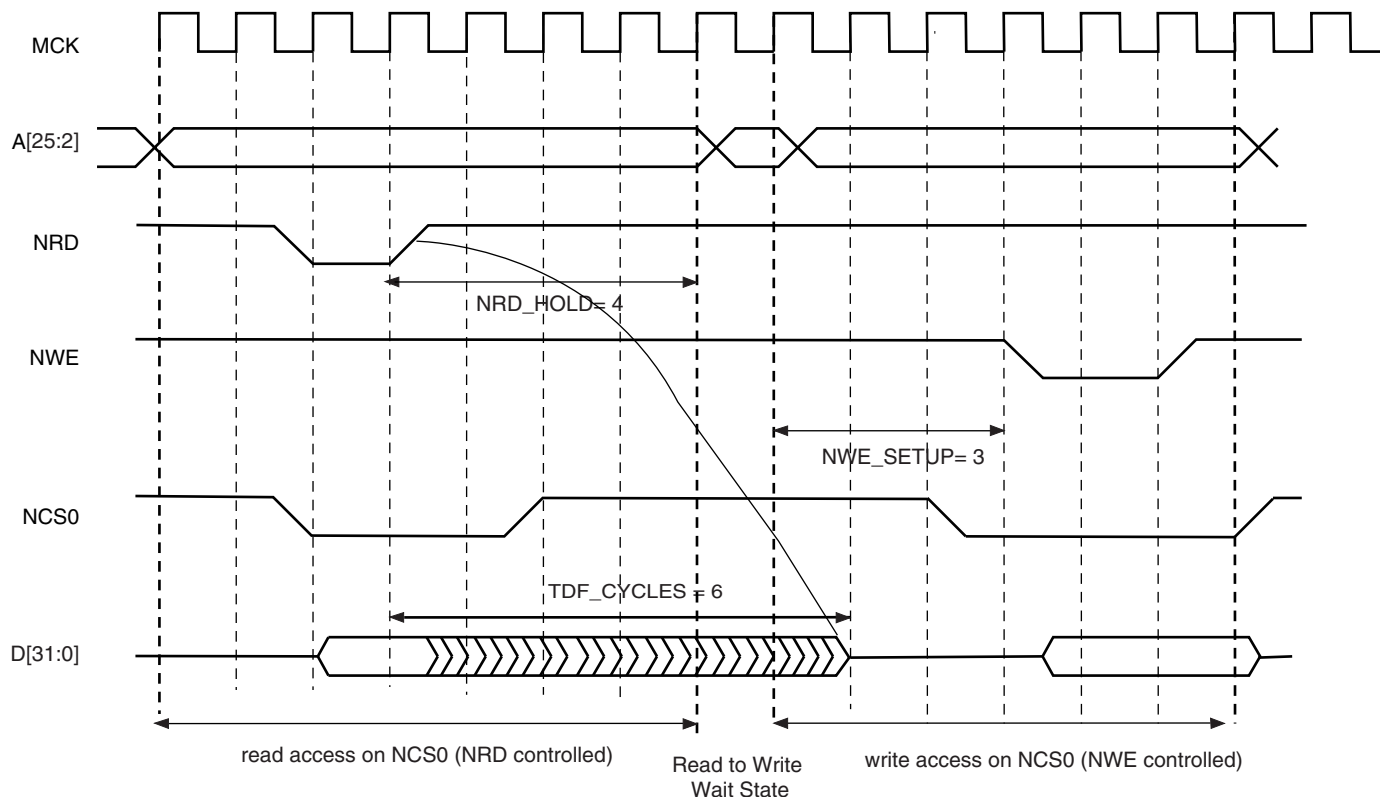 MCK
A[25:2]
NRD
NRD_HOLD= 4
NWE
NWE_SETUP= 3
NCS0
TDF_CYCLES = 6
D[31:0]
read access on NCS0 (NRD controlled)
Read to Write
Wait State
write access on NCS0 (NWE controlled)